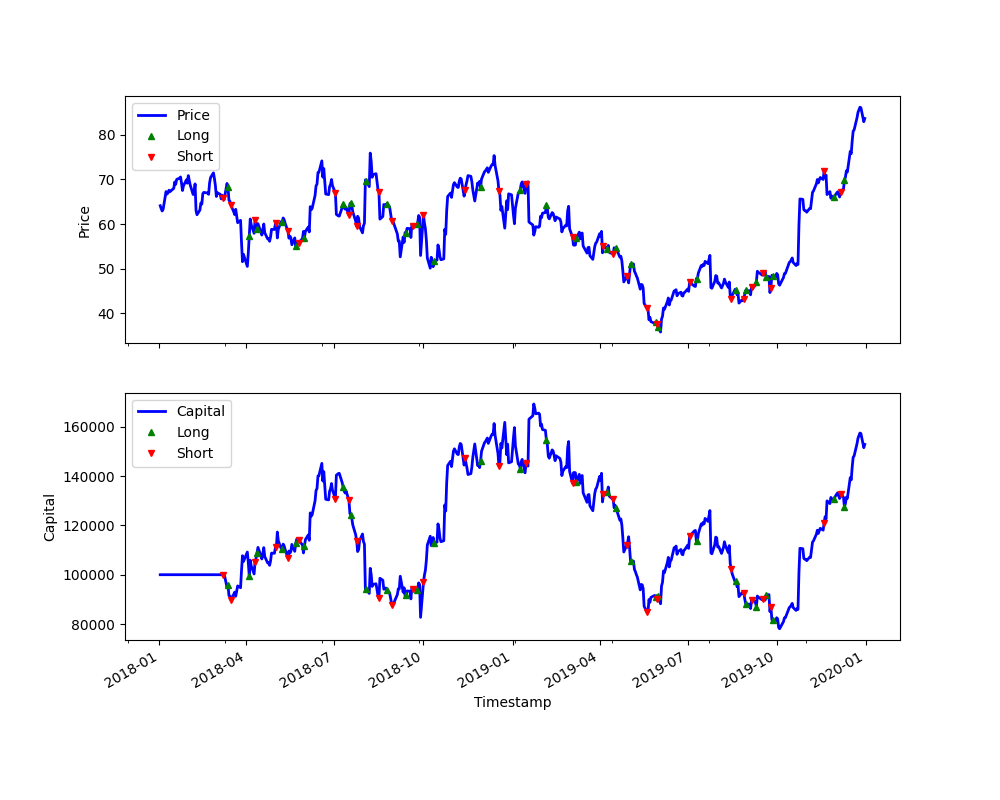 Price
Long
Short
80
70
60
50
40
Price
Capital
Long
Short
160000
140000
120000
100000
80000
Capital
2018-01
2018-04
2018-07
2018-10
2019-01
2019-04
2019-07
2019-10
2020-01
Timestamp